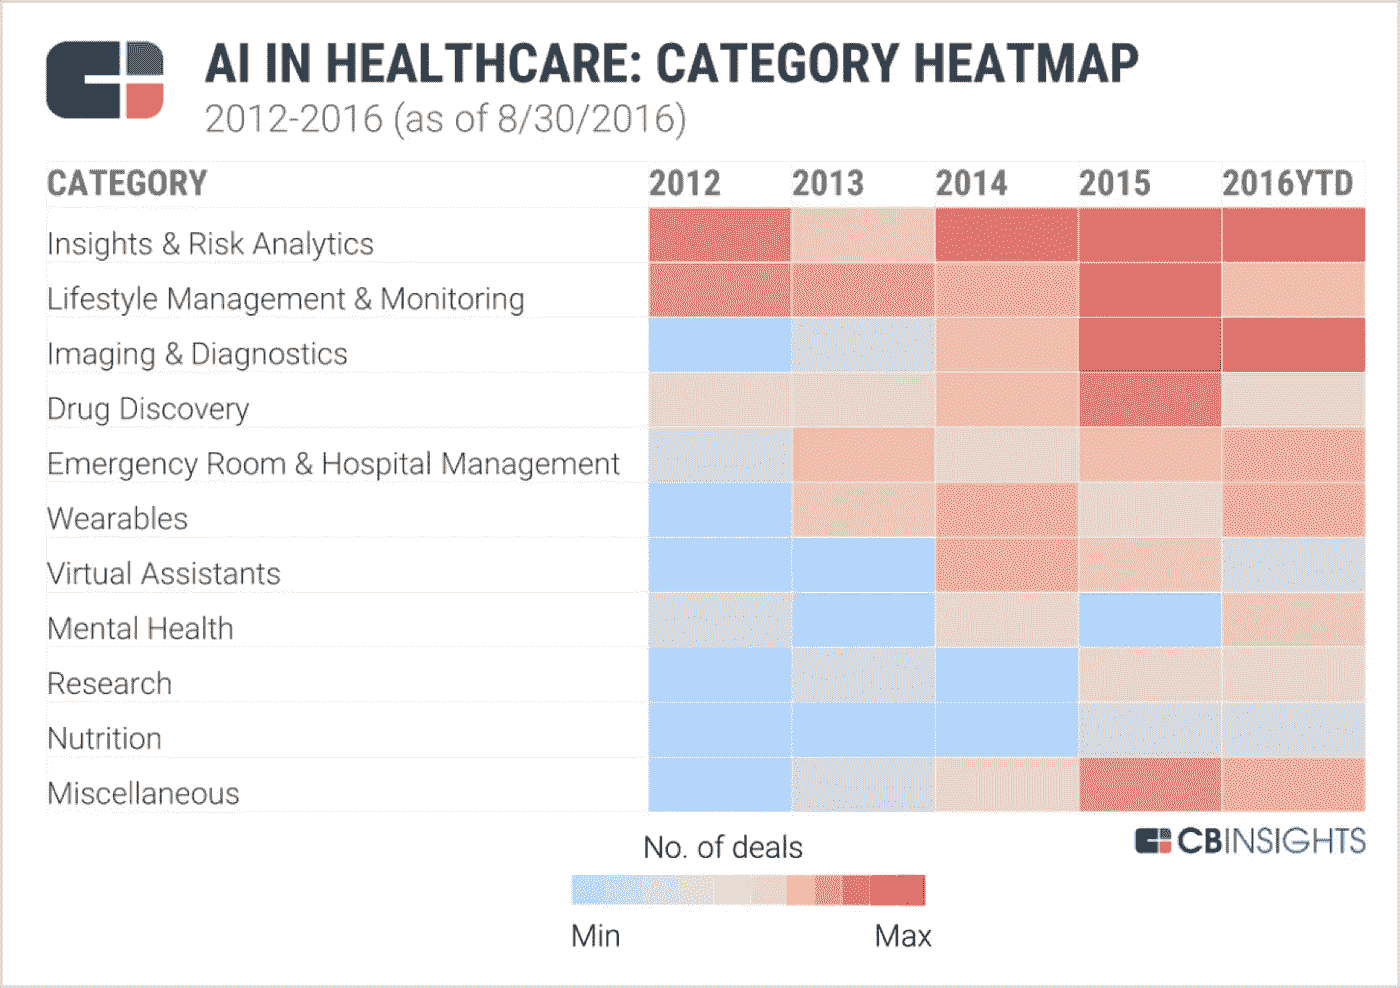 AI IN HEALTHCARE: CATEGORY HEATMAP
2012-2016 (as of 8/30/2016)
CATEGORY 2012 2013 2014 2015 2016YTD
Insights & Risk Analytics
Lifestyle Management & Monitoring
Imaging & Diagnostics
Drug Discovery
Emergency Room & Hospital Management
Wearables
Virtual Assistants
Mental Health
Research
Nutrition
Miscellaneous
No. of deals
CBINSIGHTS
Min Max